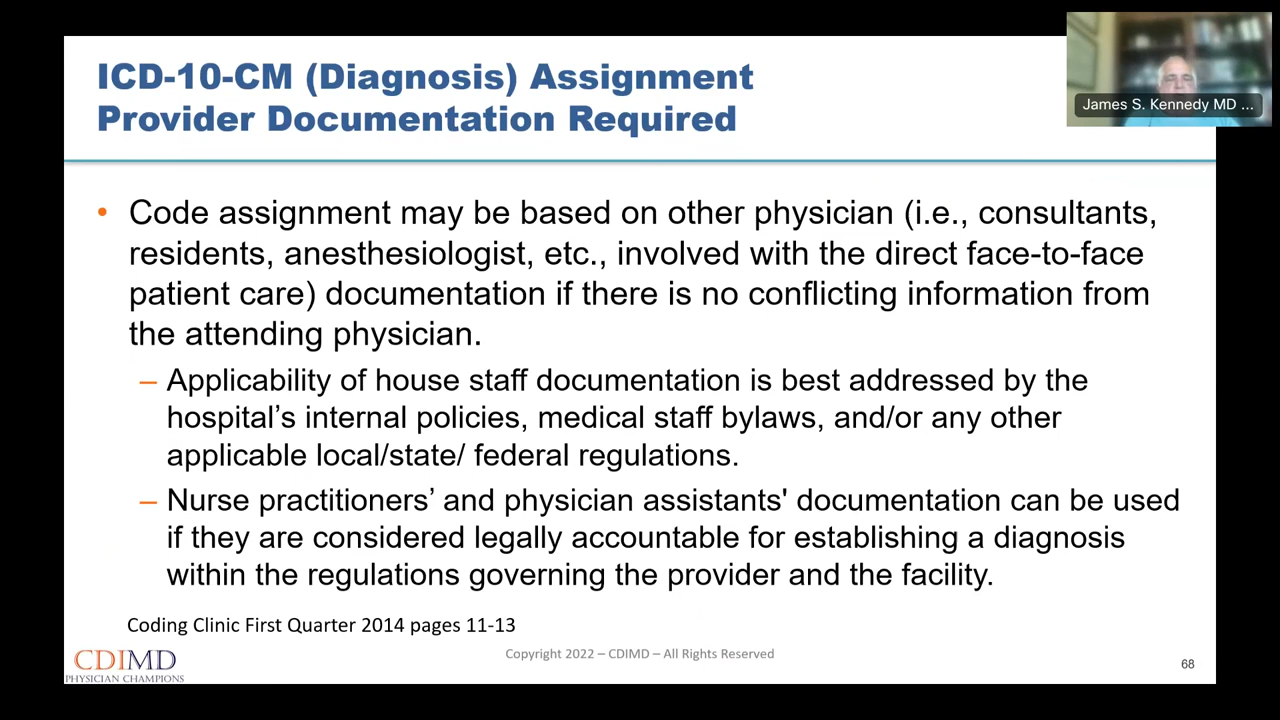 ICD-10-CM (Diagnosis) Assignment
Provider Documentation Required
James S. Kennedy MD ...
• Code assignment may be based on other physician (i.e., consultants,
residents, anesthesiologist, etc., involved with the direct face-to-face
patient care) documentation if there is no conflicting information from
the attending physician.
– Applicability of house staff documentation is best addressed by the
hospital’s internal policies, medical staff bylaws, and/or any other
applicable local/state/ federal regulations.
– Nurse practitioners’ and physician assistants' documentation can be used
if they are considered legally accountable for establishing a diagnosis
within the regulations governing the provider and the facility.
Coding Clinic First Quarter 2014 pages 11-13
Copyright 2022 – CDIMD – All Rights Reserved
CDIMD
PHYSICIAN CHAMPIONS
68